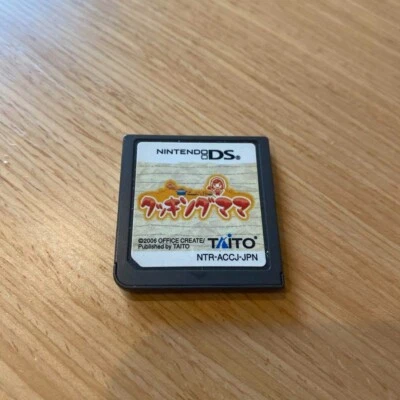 NINTENDO DS
クッキングママ
©2006 OFFICE CREATE/
Published by TAITO
TAITO
NTR-ACCJ-JPN